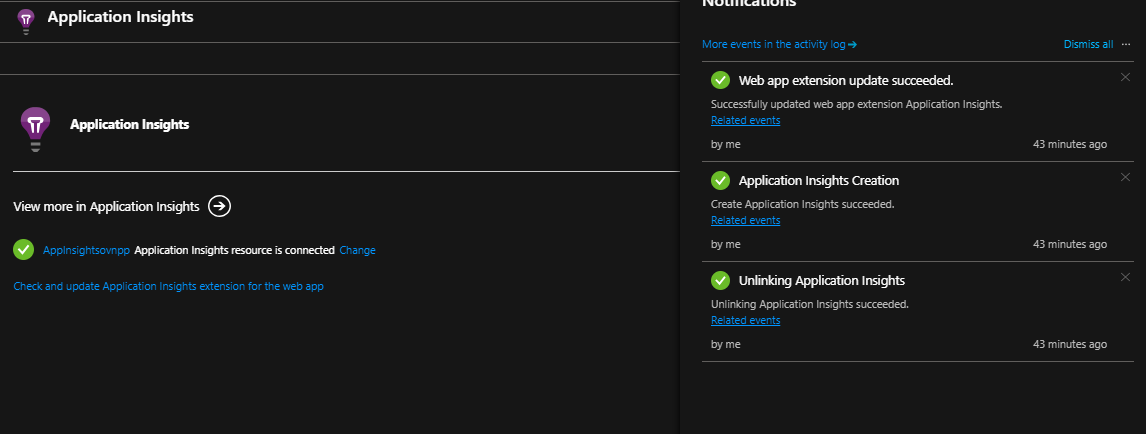 Application Insights
Application Insights
View more in Application Insights
AppInsightsovnpp Application Insights resource is connected Change
Check and update Application Insights extension for the web app
Notifications
More events in the activity log
Dismiss all ...
Web app extension update succeeded.
Successfully updated web app extension Application Insights.
Related events
by me 43 minutes ago
Application Insights Creation
Create Application Insights succeeded.
Related events
by me 43 minutes ago
Unlinking Application Insights
Unlinking Application Insights succeeded.
Related events
by me 43 minutes ago